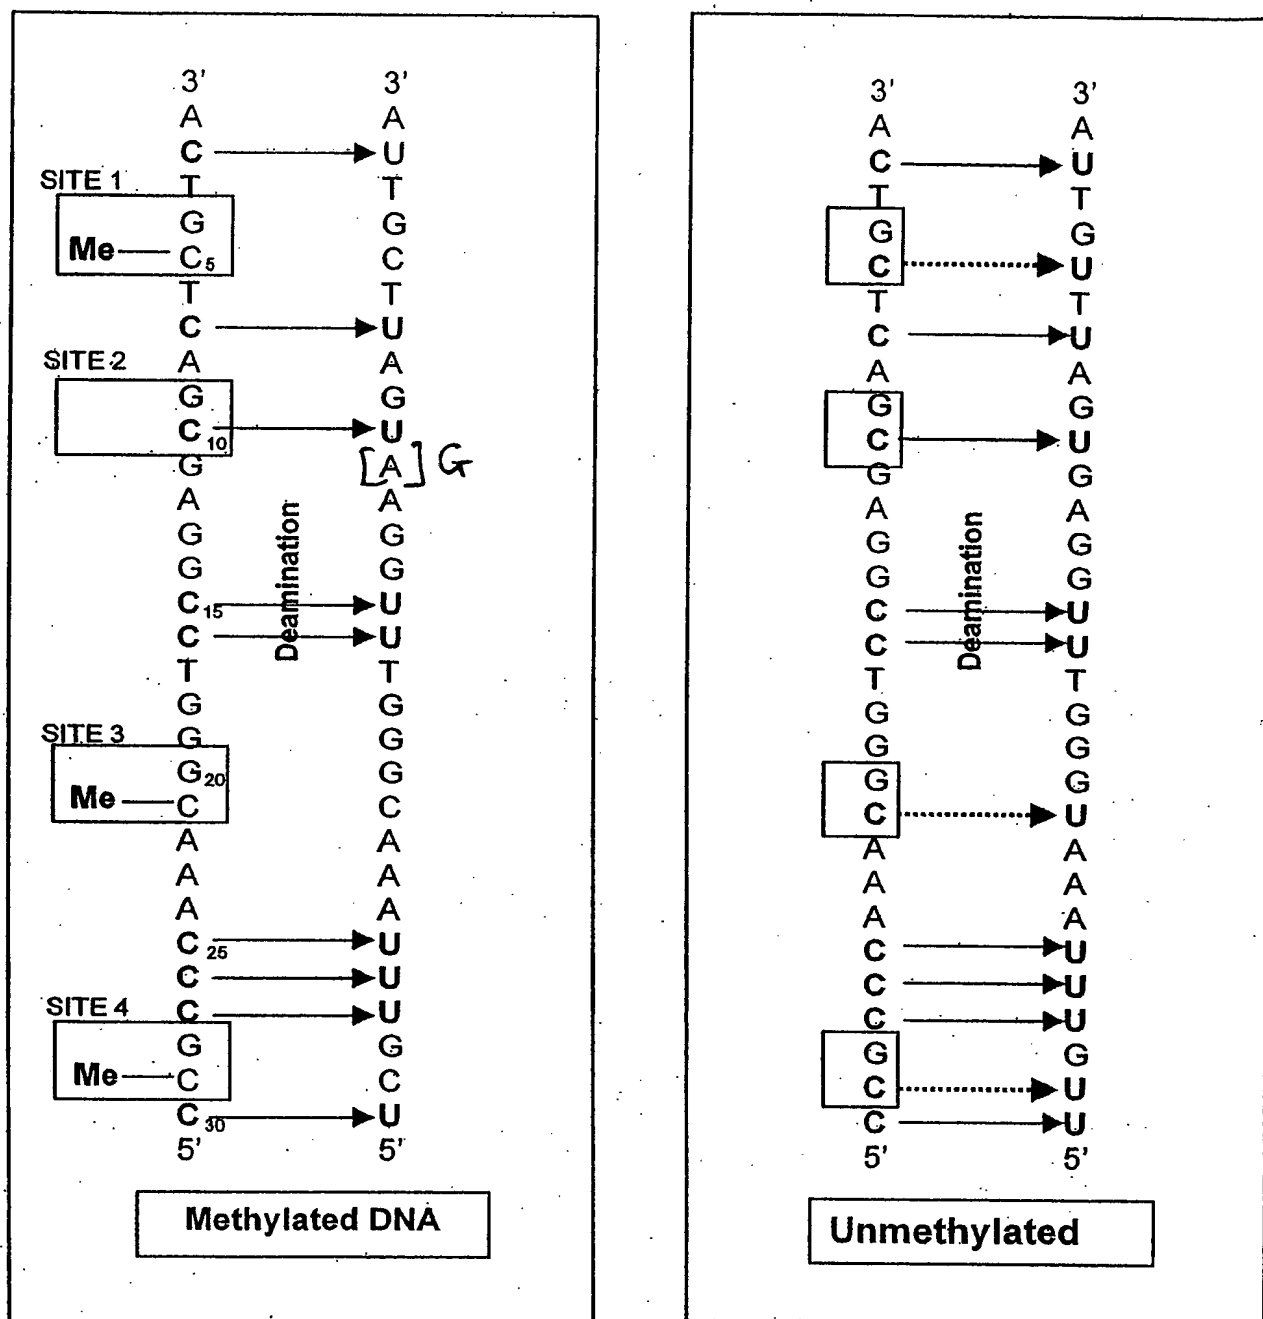 3' 3'
A A
C U
SITE 1
T T
G G
Me C5 C
T T
C U
SITE 2
A A
G G
C10 U
G [A] G
A A
G G
G G
Deamination
C15 U
C U
T T
G G
SITE 3
G G
G20 G
Me C C
A A
A A
A A
C25 U
C U
SITE 4
C U
G G
Me C C
C30 U
5' 5'
Methylated DNA
3' 3'
A A
C U
T T
G G
C U
T T
C U
A A
G G
C U
G G
A A
G G
G G
Deamination
C U
C U
T T
G G
G G
G G
C U
A A
A A
A A
C U
C U
C U
G G
C U
C U
5' 5'
Unmethylated